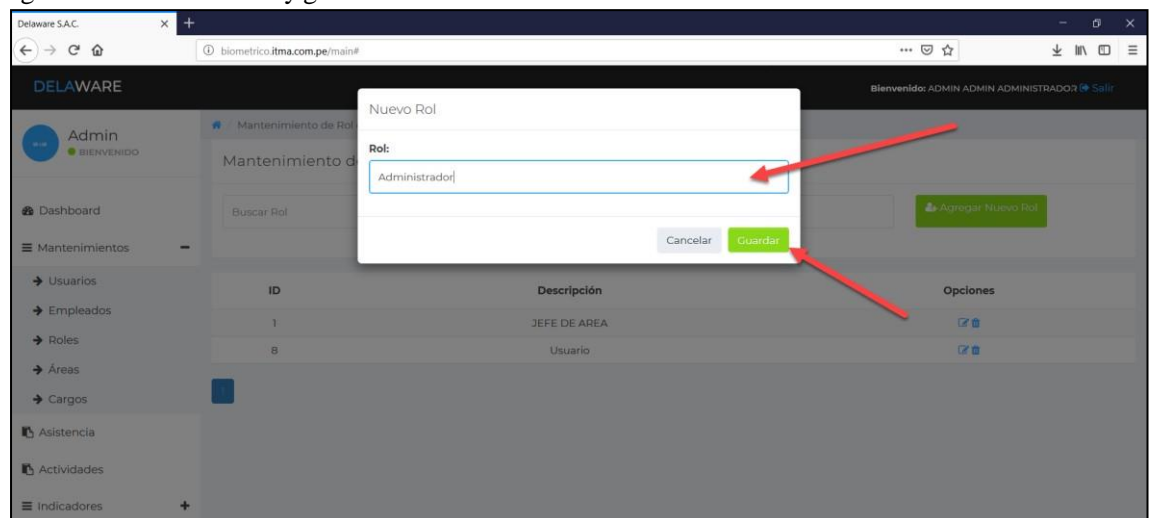 Delaware S.A.C.
biometrico.itma.com.pe/main#
DELAWARE
Bienvenido: ADMIN ADMIN ADMINISTRADOR Salir
Admin
BIENVENIDO
Mantenimiento de Rol
Mantenimiento d
Nuevo Rol
Rol:
Administrador
Cancelar Guardar
Buscar Rol
Agregar Nuevo Rol
Dashboard
Mantenimientos
Usuarios
Empleados
Roles
Áreas
Cargos
Asistencia
Actividades
Indicadores
ID Descripción Opciones
1 JEFE DE AREA
8 Usuario
1